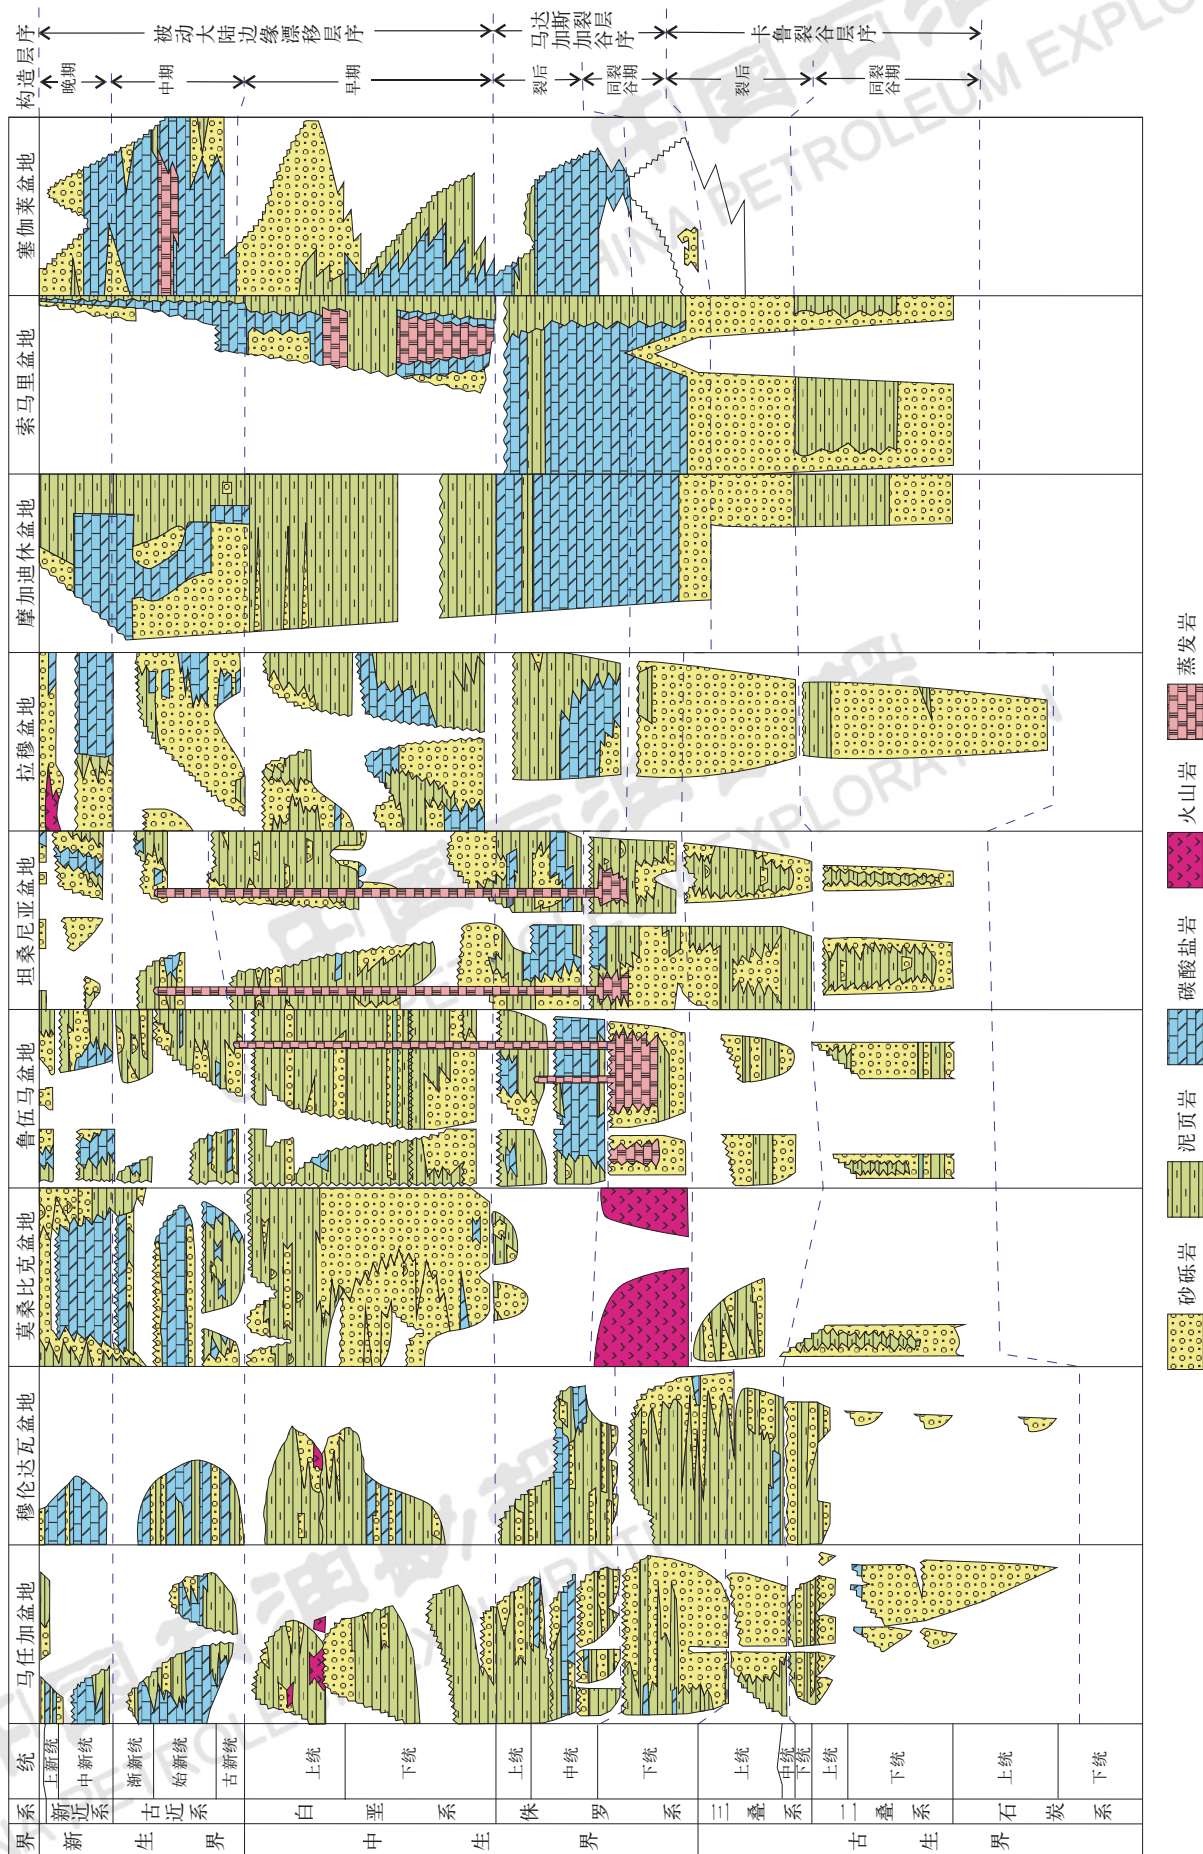 界 系 统 马任加盆地 穆伦达瓦盆地 莫桑比克盆地 鲁伍马盆地 坦桑尼亚盆地 拉穆盆地 摩加迪休盆地 索马里盆地 塞伽莱盆地 构造层序
新生界
新近系
上新统
中新统
古近系
渐新统
始新统
古新统
中生界
白垩系
上统
下统
侏罗系
上统
中统
下统
三叠系
上统
中统
下统
古生界
二叠系
上统
下统
石炭系
上统
下统
晚期
中期
早期
被动大陆边缘漂移层序
裂后
同裂谷期
马达加斯加裂谷层序
裂后
同裂谷期
卡鲁裂谷层序
砂砾岩 泥页岩 碳酸盐岩 火山岩 蒸发岩
中国石油勘探
CHINA PETROLEUM EXPLORATION